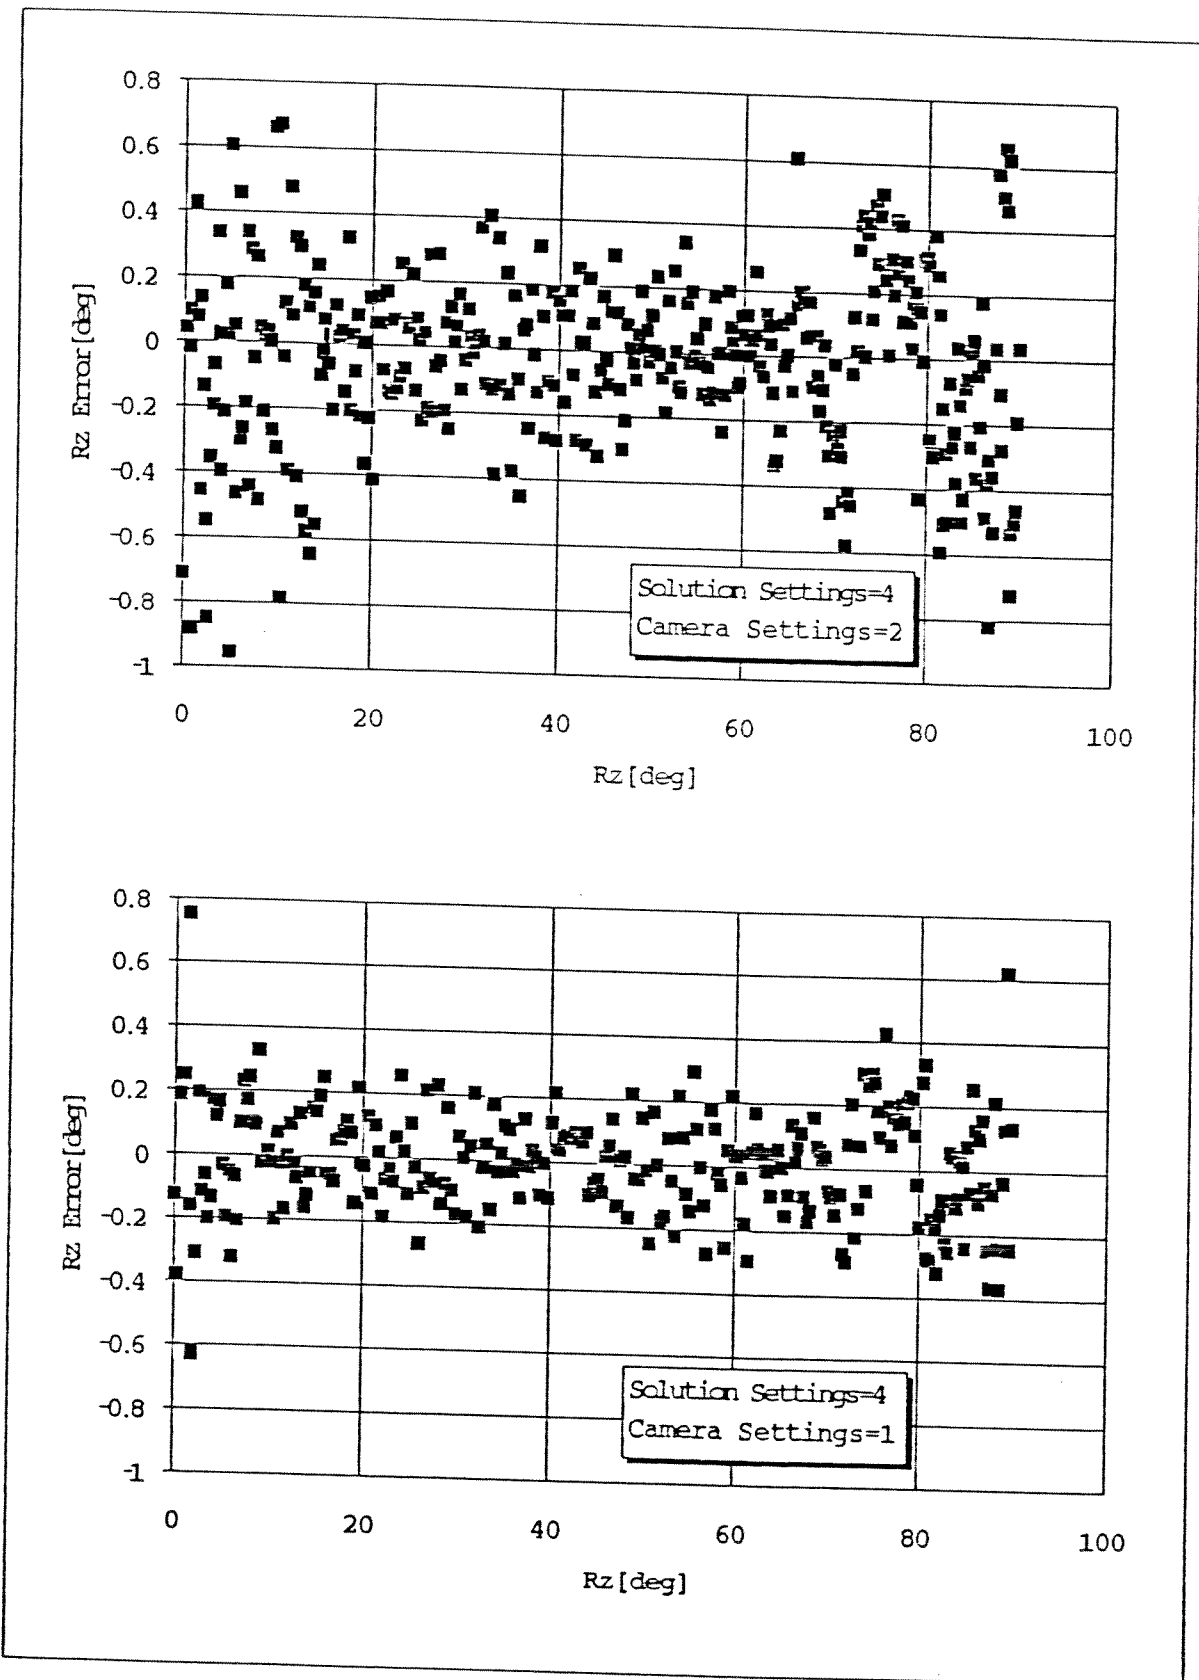 0.8
0.6
0.4
0.2
0
-0.2
-0.4
-0.6
-0.8
-1
Rz Error[deg]
Solution Settings=4
Camera Settings=2
0 20 40 60 80 100
Rz[deg]
0.8
0.6
0.4
0.2
0
-0.2
-0.4
-0.6
-0.8
-1
Rz Error[deg]
Solution Settings=4
Camera Settings=1
0 20 40 60 80 100
Rz[deg]